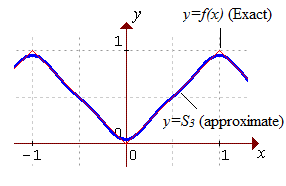 y
y=f(x) (Exact)
1
y=S3 (approximate)
0
-1
0
1
x